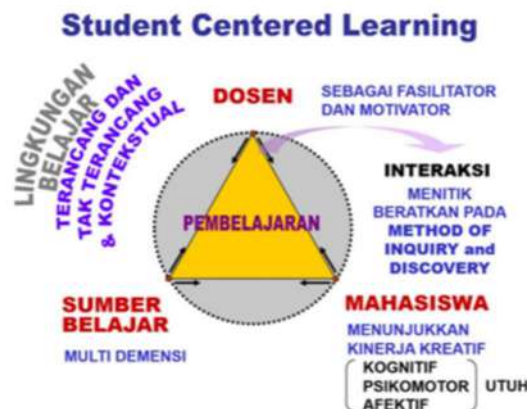 Student Centered Learning
LINGKUNGAN
BELAJAR
TERANCANG DAN
TAK TERANCANG
& KONTEKSTUAL
DOSEN
SEBAGAI FASILITATOR
DAN MOTIVATOR
INTERAKSI
MENITIK
BERATKAN PADA
METHOD OF
INQUIRY and
DISCOVERY
PEMBELAJARAN
SUMBER
BELAJAR
MULTI DEMENSI
MAHASISWA
MENUNJUKKAN
KINERJA KREATIF
KOGNITIF
PSIKOMOTOR UTUH
AFEKTIF